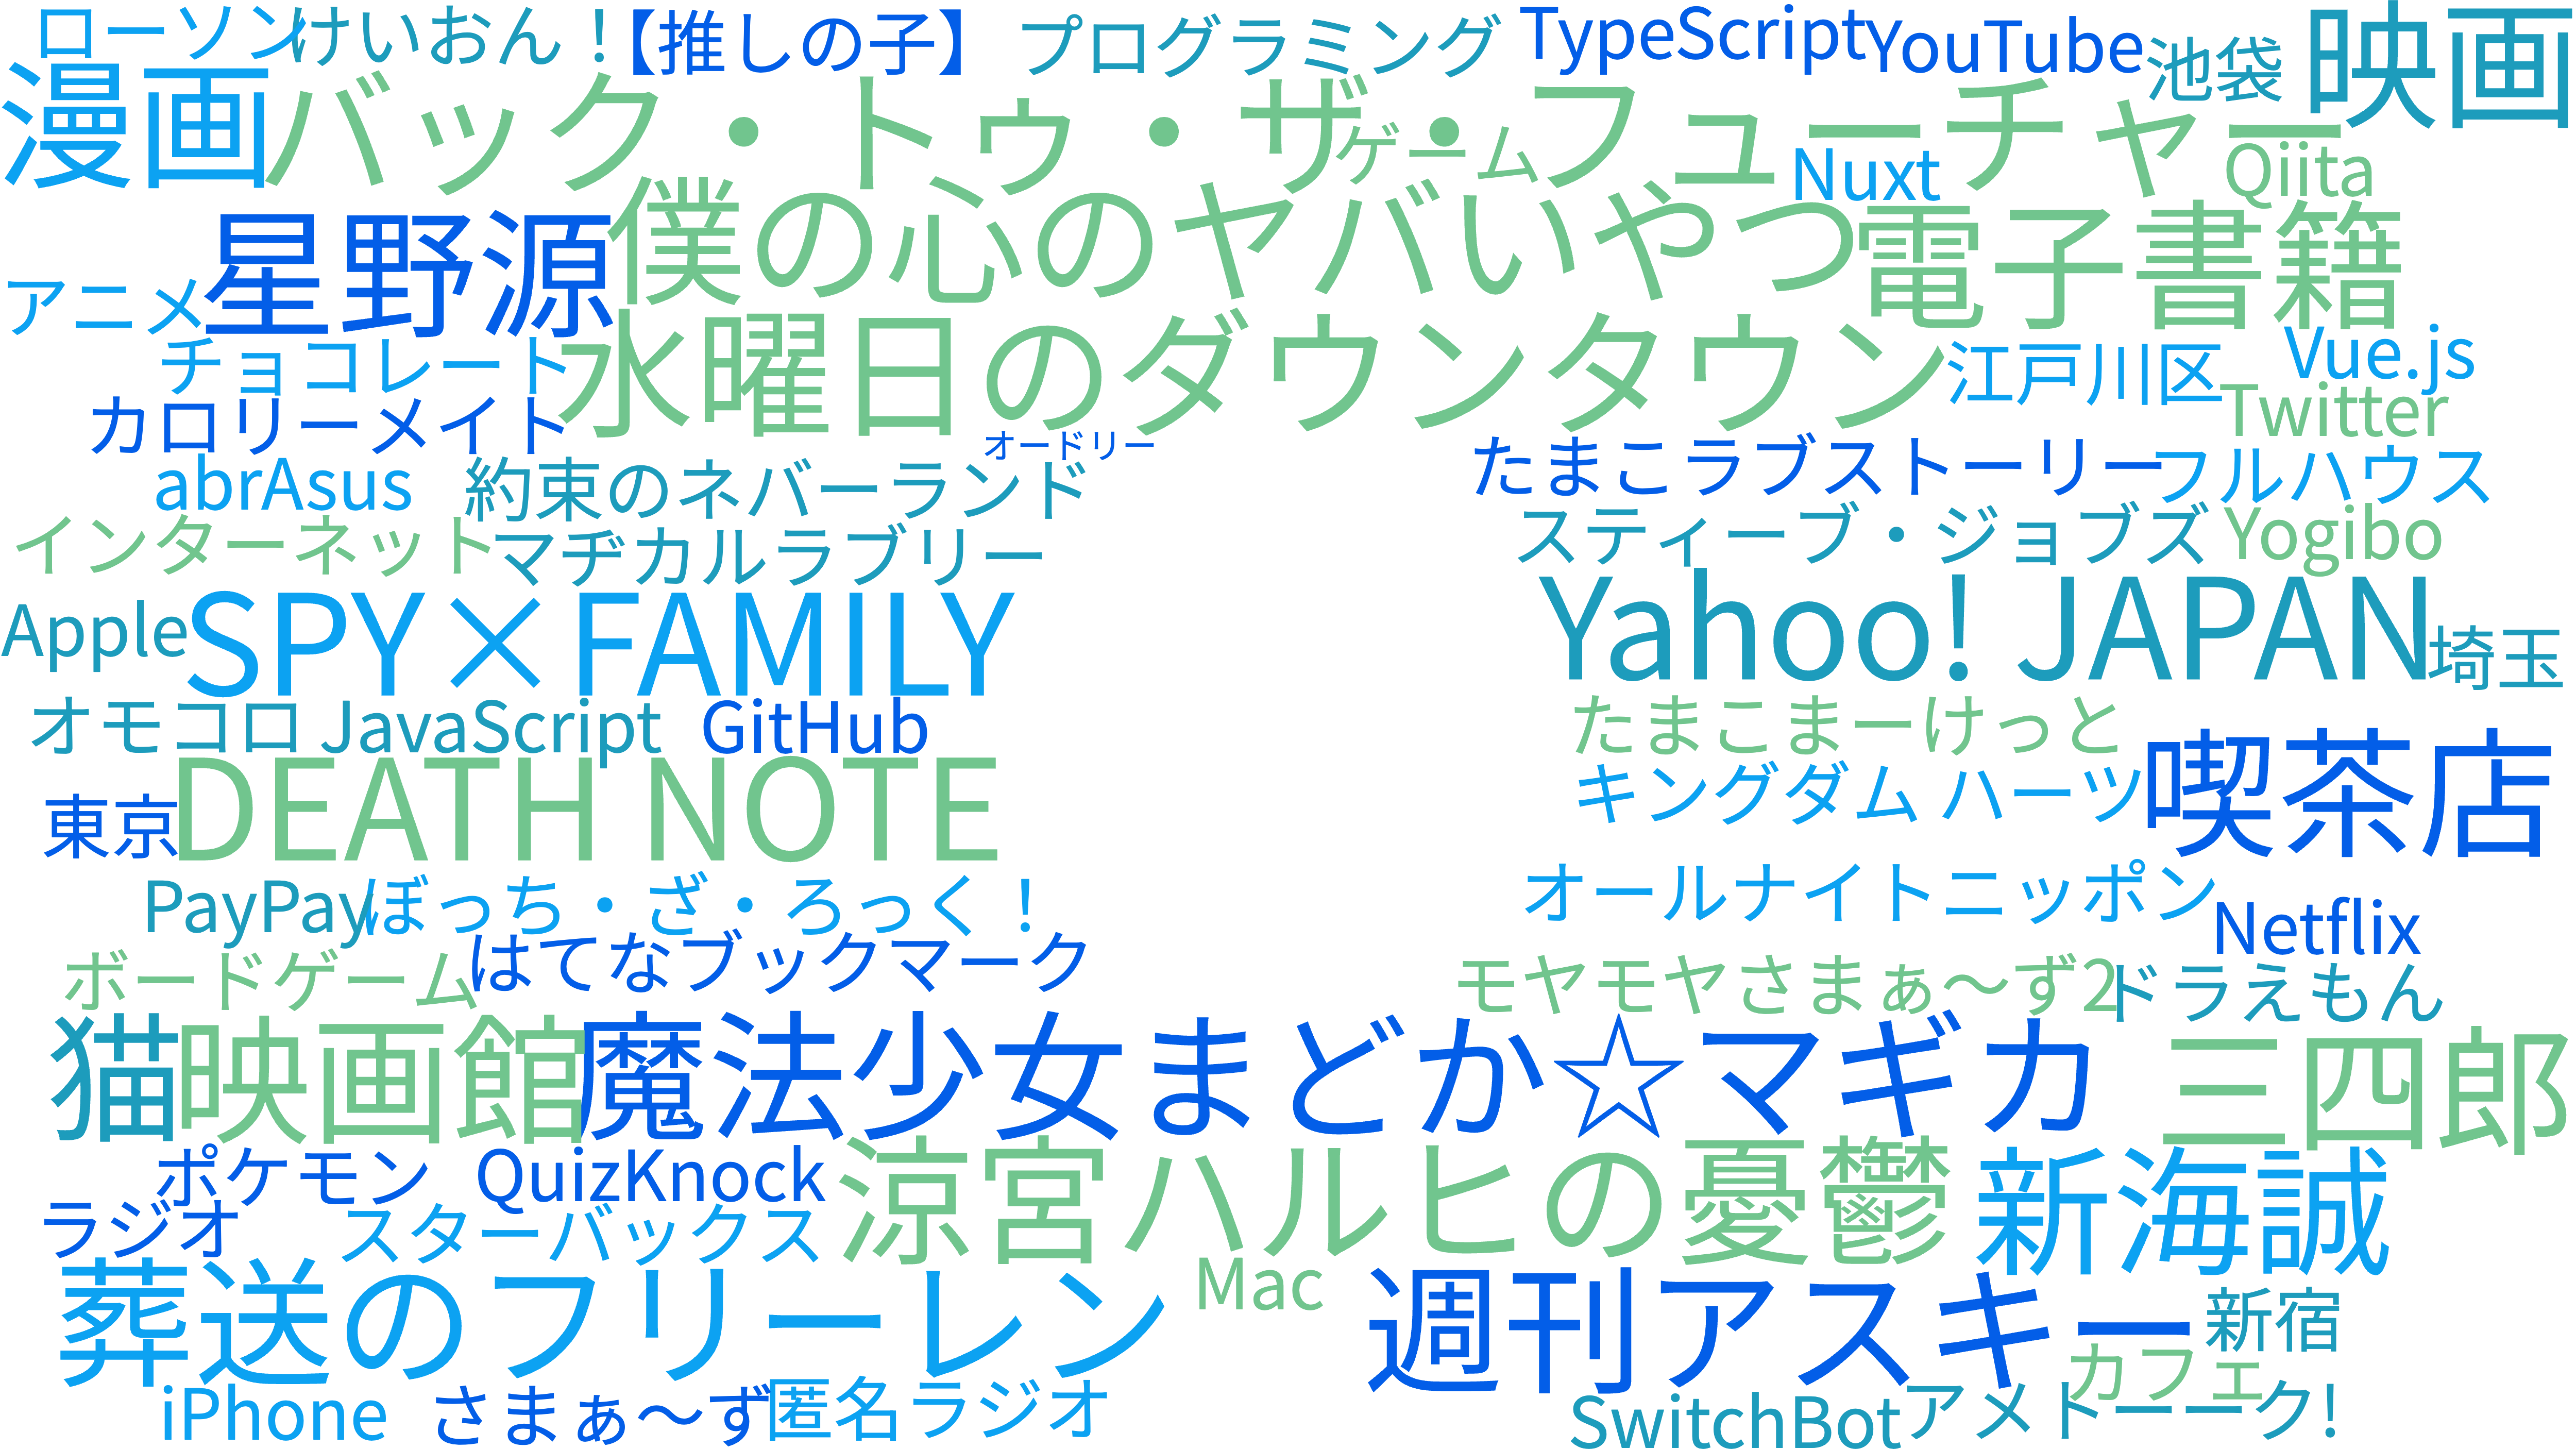 ローソン けいおん！ 【推しの子】 プログラミング TypeScript YouTube 池袋 映画
漫画 バック・トゥ・ザ・フューチャー
ゲーム Nuxt Qiita
星野源 僕の心のヤバいやつ 電子書籍
アニメ
チョコレート 水曜日のダウンタウン 江戸川区 Vue.js
カロリーメイト Twitter
オードリー
abrAsus 約束のネバーランド たまこラブストーリー フルハウス
インターネット マヂカルラブリー スティーブ・ジョブズ Yogibo
Apple SPY×FAMILY Yahoo! JAPAN 埼玉
オモコロ JavaScript GitHub たまこまーけっと
東京 DEATH NOTE キングダム ハーツ 喫茶店
PayPay ぼっち・ざ・ろっく！ オールナイトニッポン Netflix
ボードゲーム はてなブックマーク モヤモヤさまぁ〜ず2 ドラえもん
猫 映画館 魔法少女まどか☆マギカ 三四郎
ポケモン QuizKnock 涼宮ハルヒの憂鬱 新海誠
ラジオ スターバックス
葬送のフリーレン Mac 週刊アスキー 新宿
カフェ
iPhone さまぁ〜ず 匿名ラジオ SwitchBot アメトーーク!